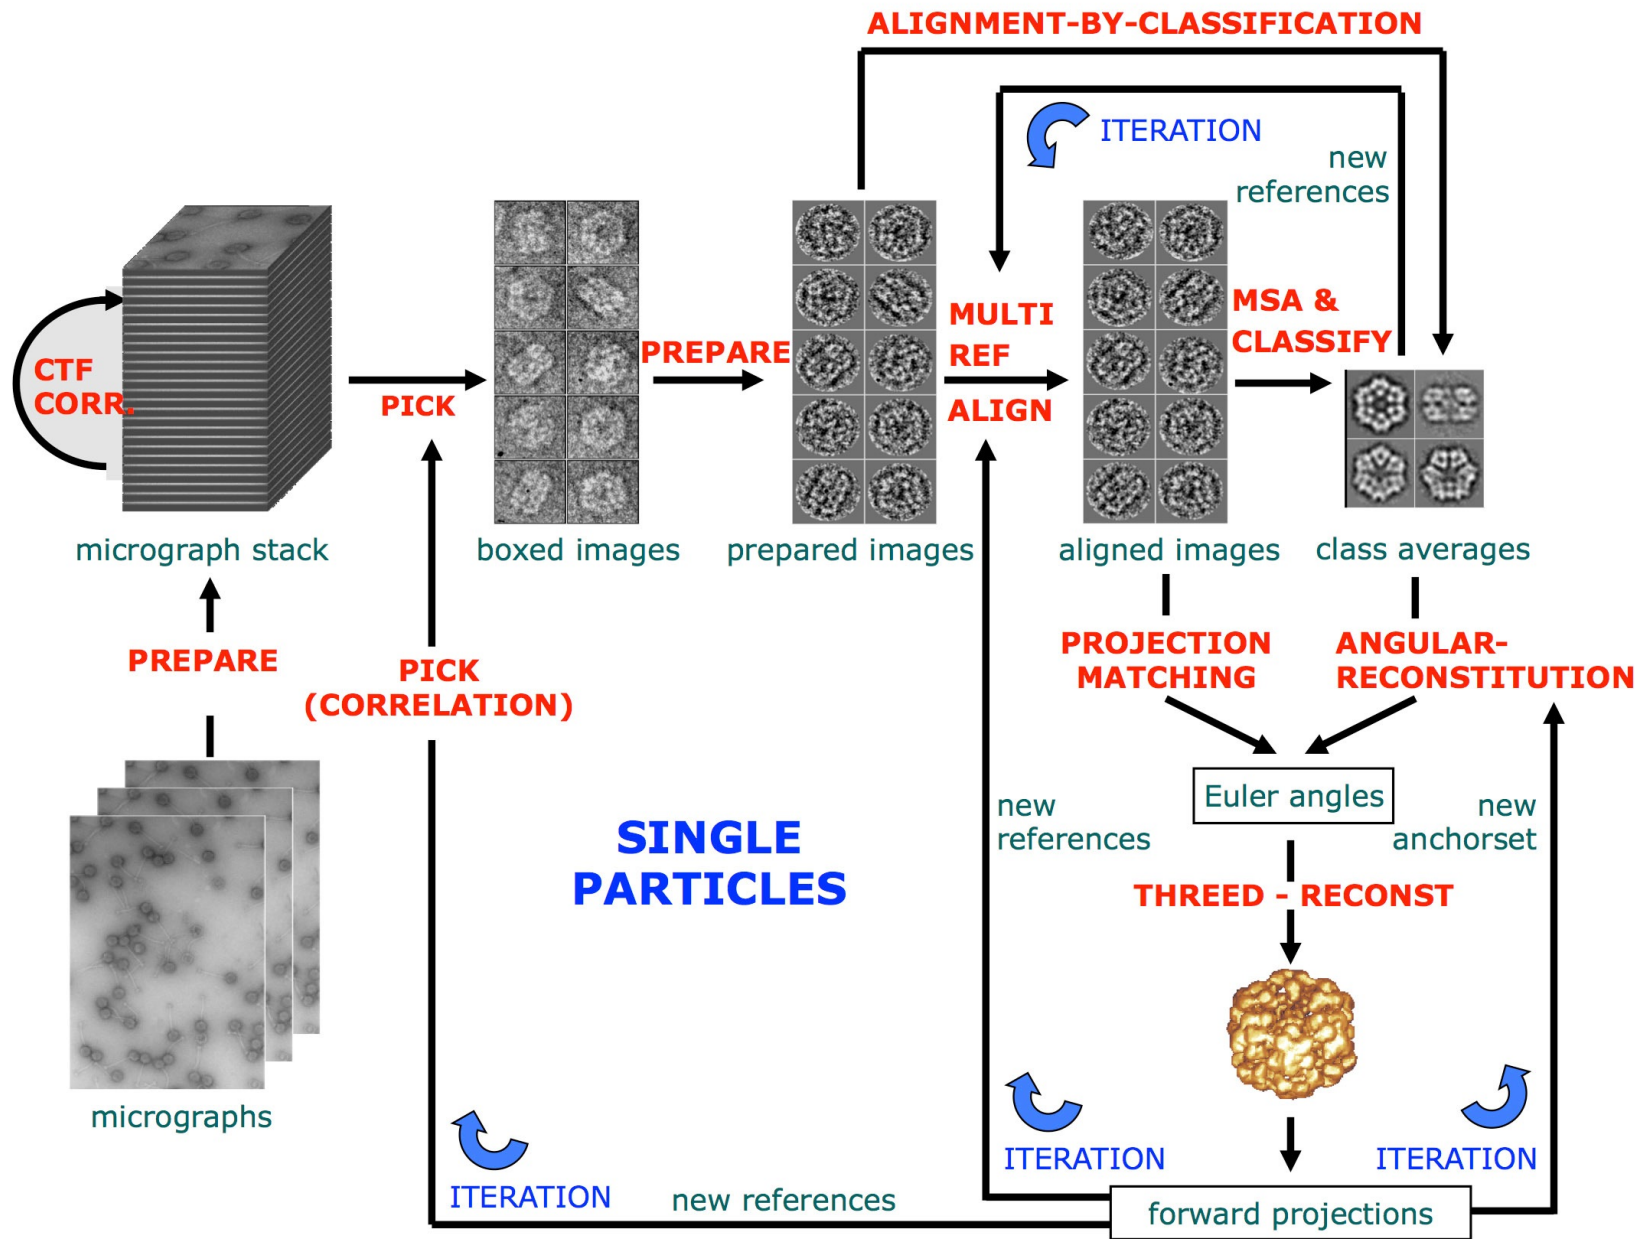 ALIGNMENT-BY-CLASSIFICATION
ITERATION
new
references
CTF
CORR.
PICK
PREPARE
MULTI
REF
ALIGN
MSA &
CLASSIFY
micrograph stack
boxed images
prepared images
aligned images
class averages
PREPARE
PICK
(CORRELATION)
PROJECTION
MATCHING
ANGULAR-
RECONSTITUTION
Euler angles
new
references
new
anchorset
SINGLE
PARTICLES
THREED - RECONST
micrographs
ITERATION
ITERATION
ITERATION
new references
forward projections